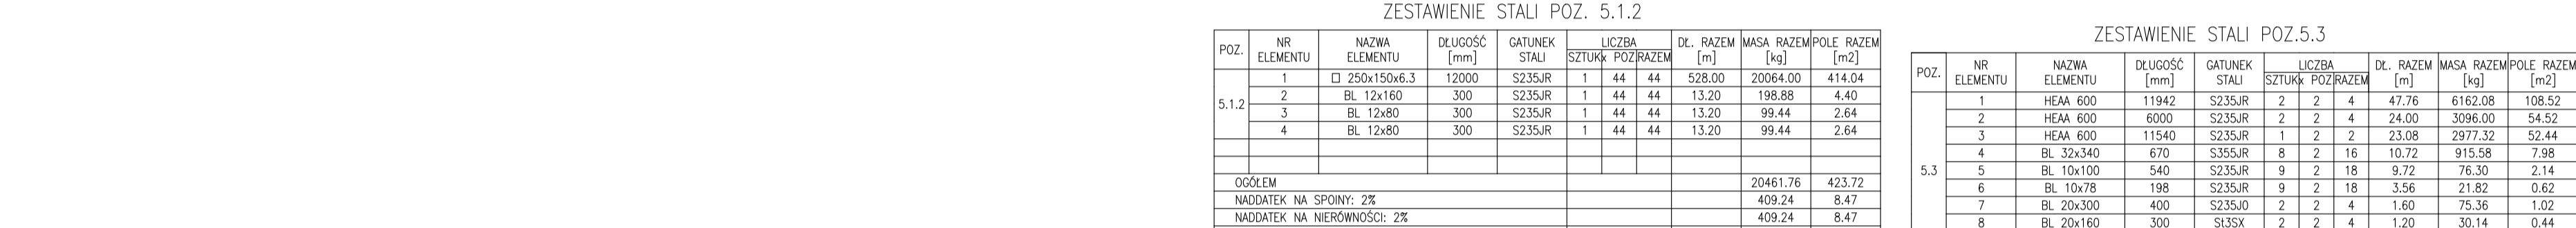 ZESTAWIENIE STALI POZ. 5.1.2
POZ. NR ELEMENTU NAZWA ELEMENTU DŁUGOŚĆ [mm] GATUNEK STALI LICZBA SZTUK x POZ RAZEM DŁ. RAZEM [m] MASA RAZEM [kg] POLE RAZEM [m2]
5.1.2
1 □ 250x150x6.3 12000 S235JR 1 44 44 528.00 20064.00 414.04
2 BL 12x160 300 S235JR 1 44 44 13.20 198.88 4.40
3 BL 12x80 300 S235JR 1 44 44 13.20 99.44 2.64
4 BL 12x80 300 S235JR 1 44 44 13.20 99.44 2.64
OGÓŁEM 20461.76 423.72
NADDATEK NA SPOINY: 2% 409.24 8.47
NADDATEK NA NIERÓWNOŚCI: 2% 409.24 8.47
ZESTAWIENIE STALI POZ.5.3
POZ. NR ELEMENTU NAZWA ELEMENTU DŁUGOŚĆ [mm] GATUNEK STALI LICZBA SZTUK x POZ RAZEM DŁ. RAZEM [m] MASA RAZEM [kg] POLE RAZEM [m2]
5.3
1 HEAA 600 11942 S235JR 2 2 4 47.76 6162.08 108.52
2 HEAA 600 6000 S235JR 2 2 4 24.00 3096.00 54.52
3 HEAA 600 11540 S235JR 1 2 2 23.08 2977.32 52.44
4 BL 32x340 670 S355JR 8 2 16 10.72 915.58 7.98
5 BL 10x100 540 S235JR 9 2 18 9.72 76.30 2.14
6 BL 10x78 198 S235JR 9 2 18 3.56 21.82 0.62
7 BL 20x300 400 S235J0 2 2 4 1.60 75.36 1.02
8 BL 20x160 300 St3SX 2 2 4 1.20 30.14 0.44